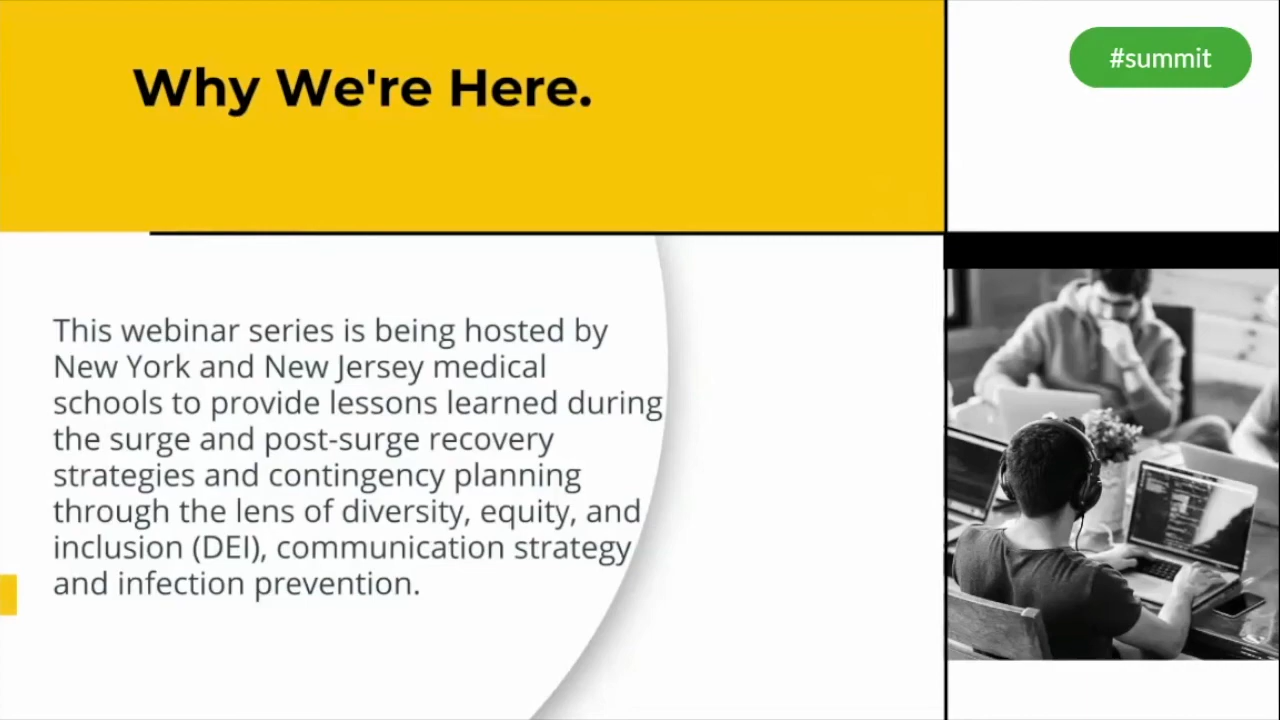 Why We're Here.
#summit
This webinar series is being hosted by
New York and New Jersey medical
schools to provide lessons learned during
the surge and post-surge recovery
strategies and contingency planning
through the lens of diversity, equity, and
inclusion (DEI), communication strategy
and infection prevention.